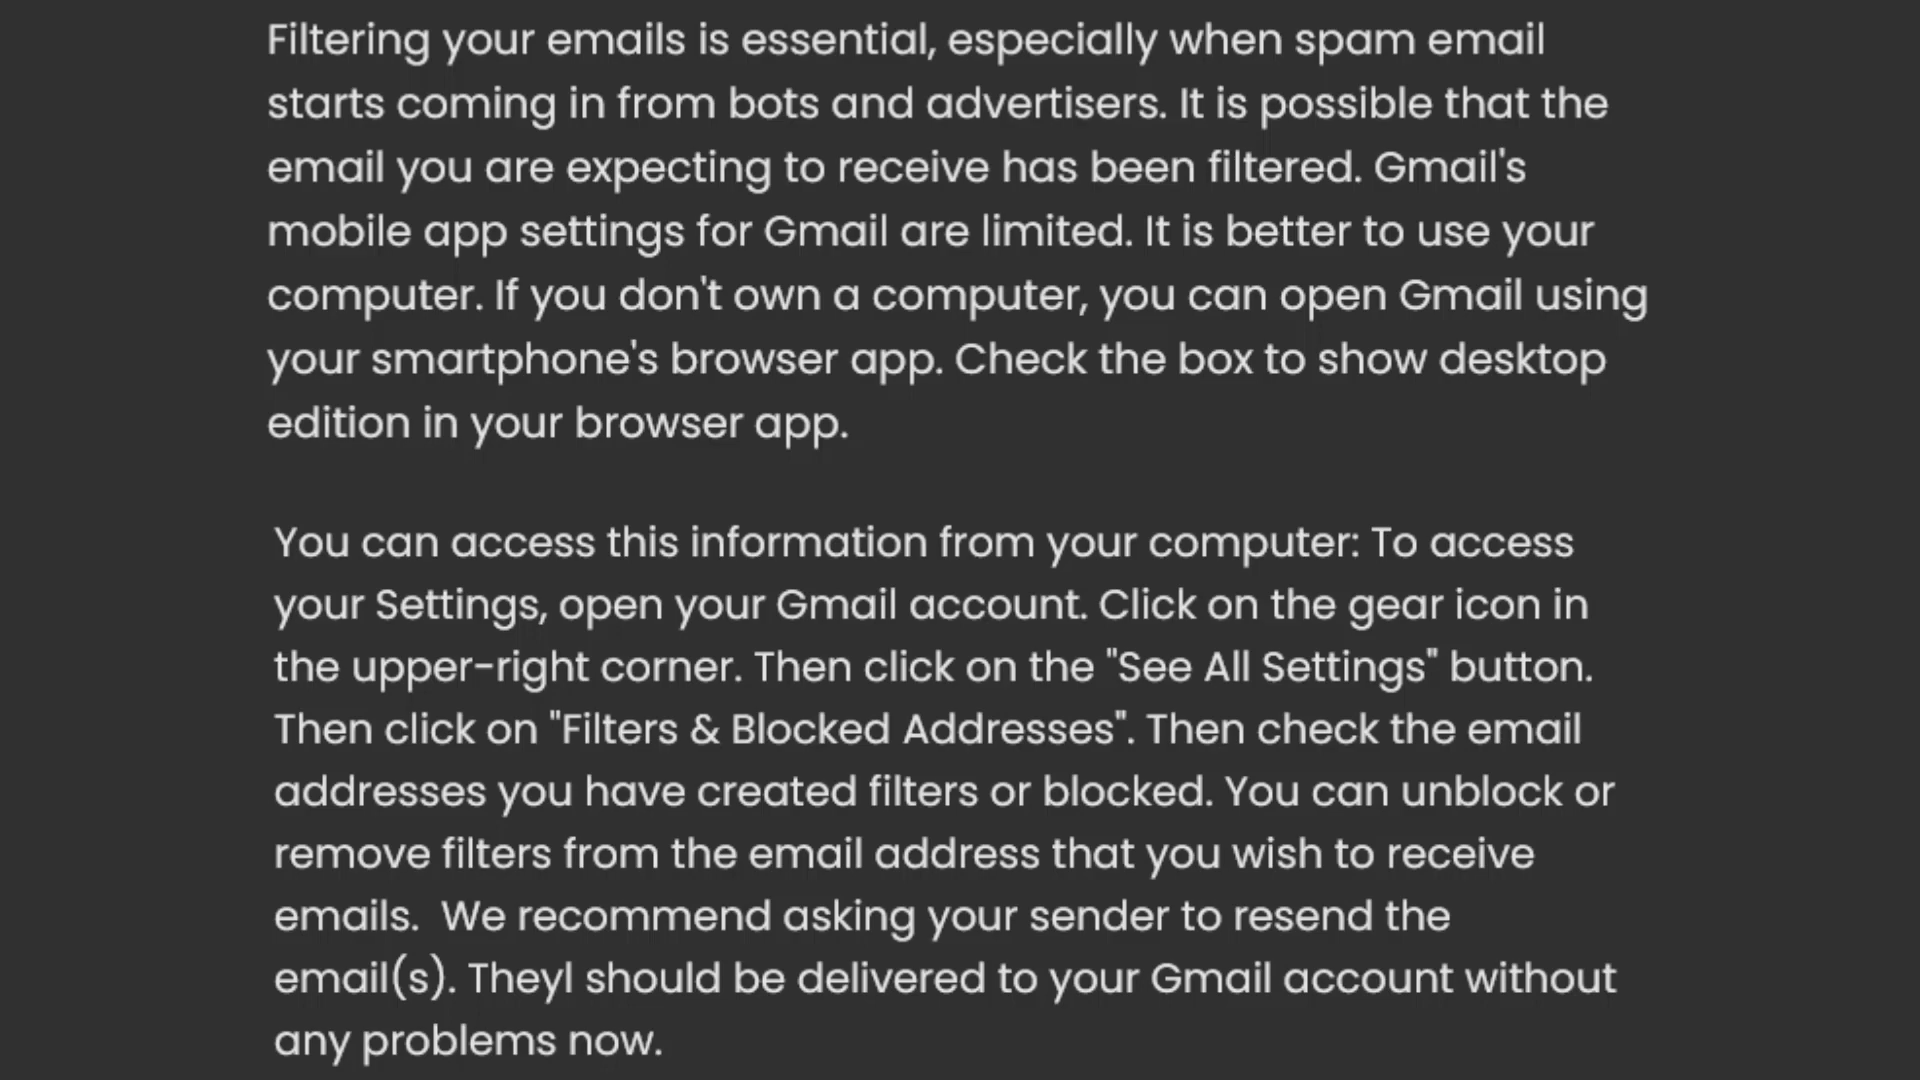 Filtering your emails is essential, especially when spam email
starts coming in from bots and advertisers. It is possible that the
email you are expecting to receive has been filtered. Gmail's
mobile app settings for Gmail are limited. It is better to use your
computer. If you don't own a computer, you can open Gmail using
your smartphone's browser app. Check the box to show desktop
edition in your browser app.
You can access this information from your computer: To access
your Settings, open your Gmail account. Click on the gear icon in
the upper-right corner. Then click on the "See All Settings" button.
Then click on "Filters & Blocked Addresses". Then check the email
addresses you have created filters or blocked. You can unblock or
remove filters from the email address that you wish to receive
emails.  We recommend asking your sender to resend the
email(s). Theyl should be delivered to your Gmail account without
any problems now.